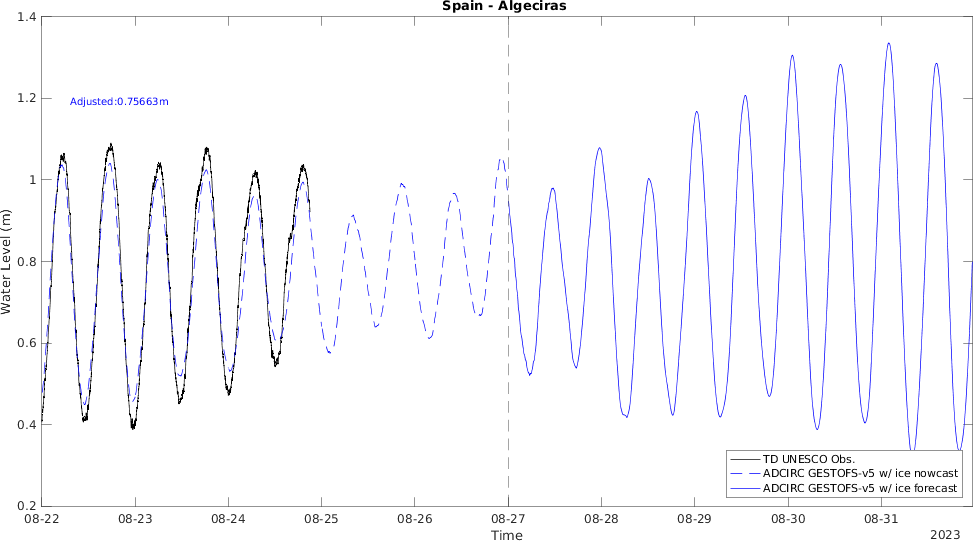 Spain - Algeciras
1.4
1.2
1
0.8
0.6
0.4
0.2
Water Level (m)
Adjusted:0.75663m
TD UNESCO Obs.
ADCIRC GESTOFS-v5 w/ ice nowcast
ADCIRC GESTOFS-v5 w/ ice forecast
08-22 08-23 08-24 08-25 08-26 08-27 08-28 08-29 08-30 08-31
Time
2023